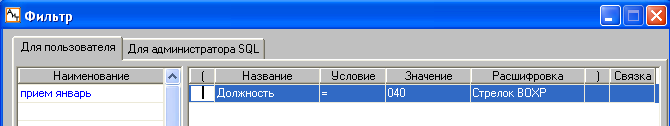 Фильтр
Для пользователя Для администратора SQL
Наименование ( Название Условие Значение Расшифровка ) Связка
прием январь Должность = 040 Стрелок ВОХР